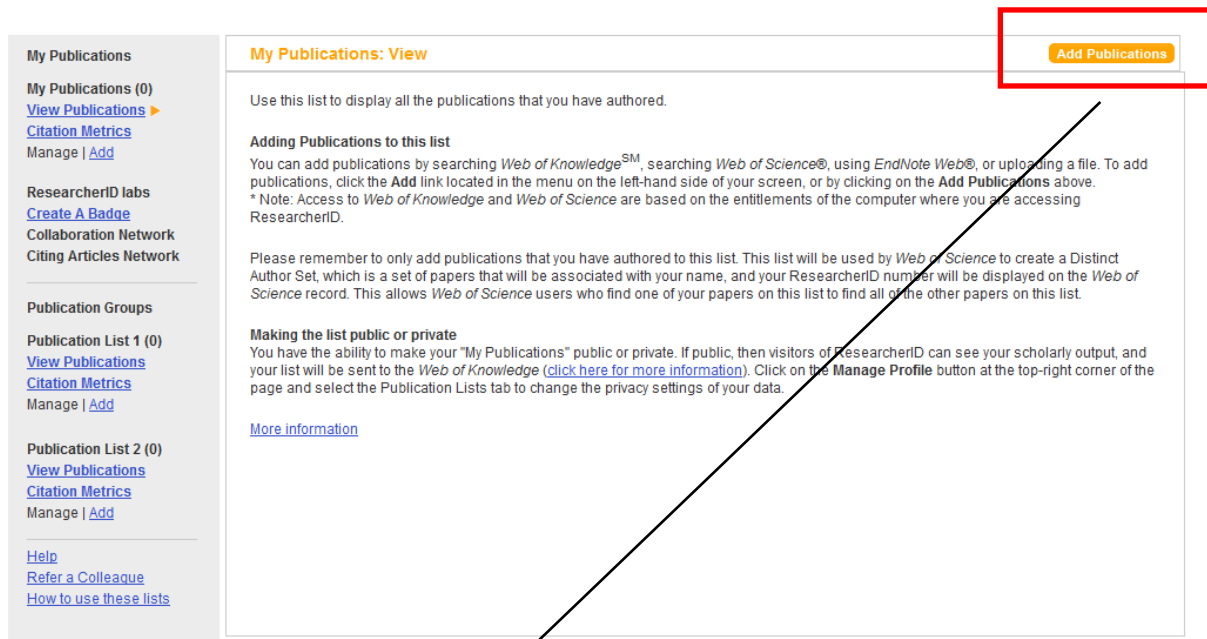 My Publications
My Publications (0)
View Publications
Citation Metrics
Manage | Add
ResearcherID labs
Create A Badge
Collaboration Network
Citing Articles Network
Publication Groups
Publication List 1 (0)
View Publications
Citation Metrics
Manage | Add
Publication List 2 (0)
View Publications
Citation Metrics
Manage | Add
Help
Refer a Colleague
How to use these lists
My Publications: View
Add Publications
Use this list to display all the publications that you have authored.
Adding Publications to this list
You can add publications by searching Web of Knowledge℠, searching Web of Science®, using EndNote Web®, or uploading a file. To add
publications, click the Add link located in the menu on the left-hand side of your screen, or by clicking on the Add Publications above.
* Note: Access to Web of Knowledge and Web of Science are based on the entitlements of the computer where you are accessing
ResearcherID.
Please remember to only add publications that you have authored to this list. This list will be used by Web of Science to create a Distinct
Author Set, which is a set of papers that will be associated with your name, and your ResearcherID number will be displayed on the Web of
Science record. This allows Web of Science users who find one of your papers on this list to find all of the other papers on this list.
Making the list public or private
You have the ability to make your "My Publications" public or private. If public, then visitors of ResearcherID can see your scholarly output, and
your list will be sent to the Web of Knowledge (click here for more information). Click on the Manage Profile button at the top-right corner of the
page and select the Publication Lists tab to change the privacy settings of your data.
More information